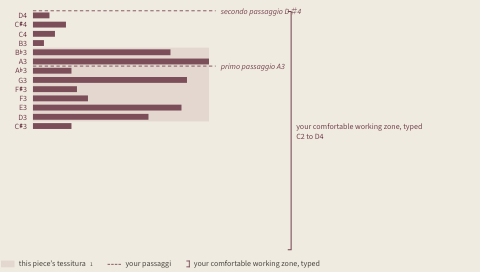 secondo passaggio D♯4
D4
C♯4
C4
B3
B♭3
A3
primo passaggio A3
A♭3
G3
F♯3
F3
E3
D3
C♯3
your comfortable working zone, typed
C2 to D4
this piece's tessitura ↓ your passaggi your comfortable working zone, typed